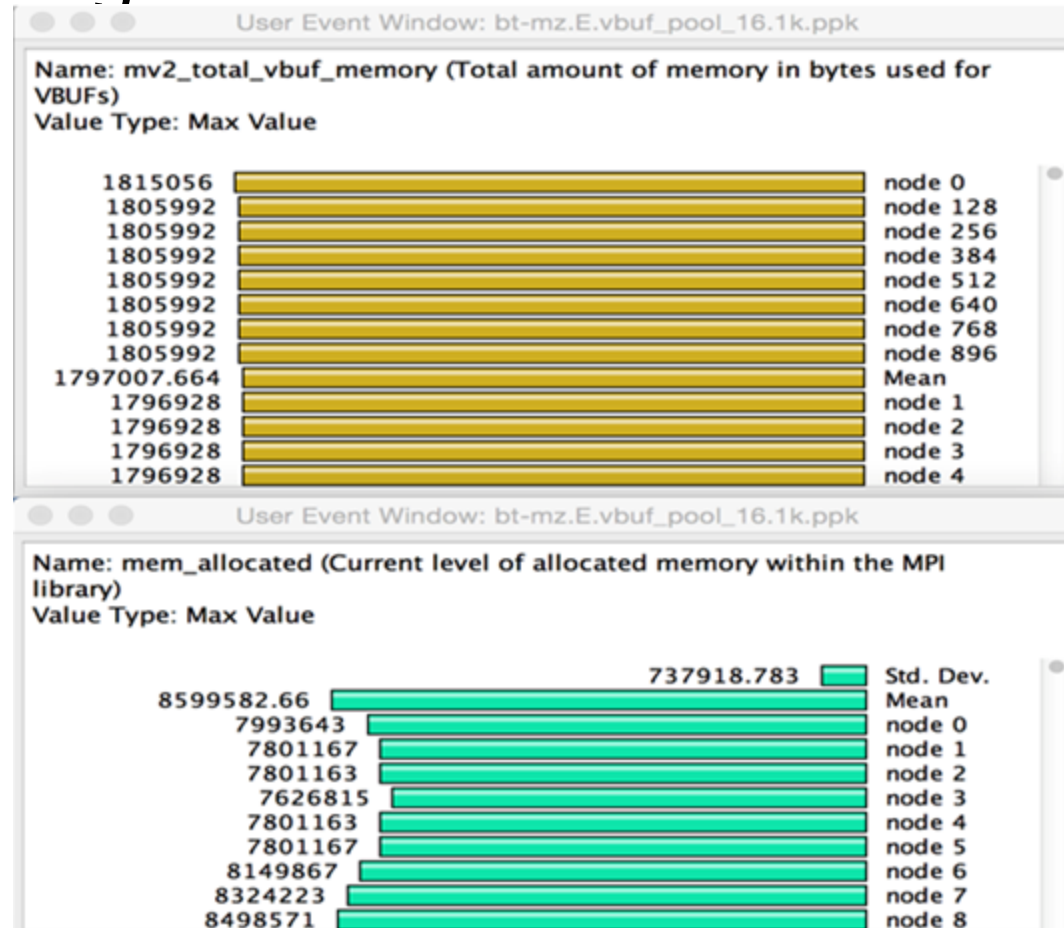 User Event Window: bt-mz.E.vbuf_pool_16.1k.ppk
Name: mv2_total_vbuf_memory (Total amount of memory in bytes used for
VBUFs)
Value Type: Max Value
1815056 node 0
1805992 node 128
1805992 node 256
1805992 node 384
1805992 node 512
1805992 node 640
1805992 node 768
1805992 node 896
1797007.664 Mean
1796928 node 1
1796928 node 2
1796928 node 3
1796928 node 4
User Event Window: bt-mz.E.vbuf_pool_16.1k.ppk
Name: mem_allocated (Current level of allocated memory within the MPI
library)
Value Type: Max Value
737918.783 Std. Dev.
8599582.66 Mean
7993643 node 0
7801167 node 1
7801163 node 2
7626815 node 3
7801163 node 4
7801167 node 5
8149867 node 6
8324223 node 7
8498571 node 8